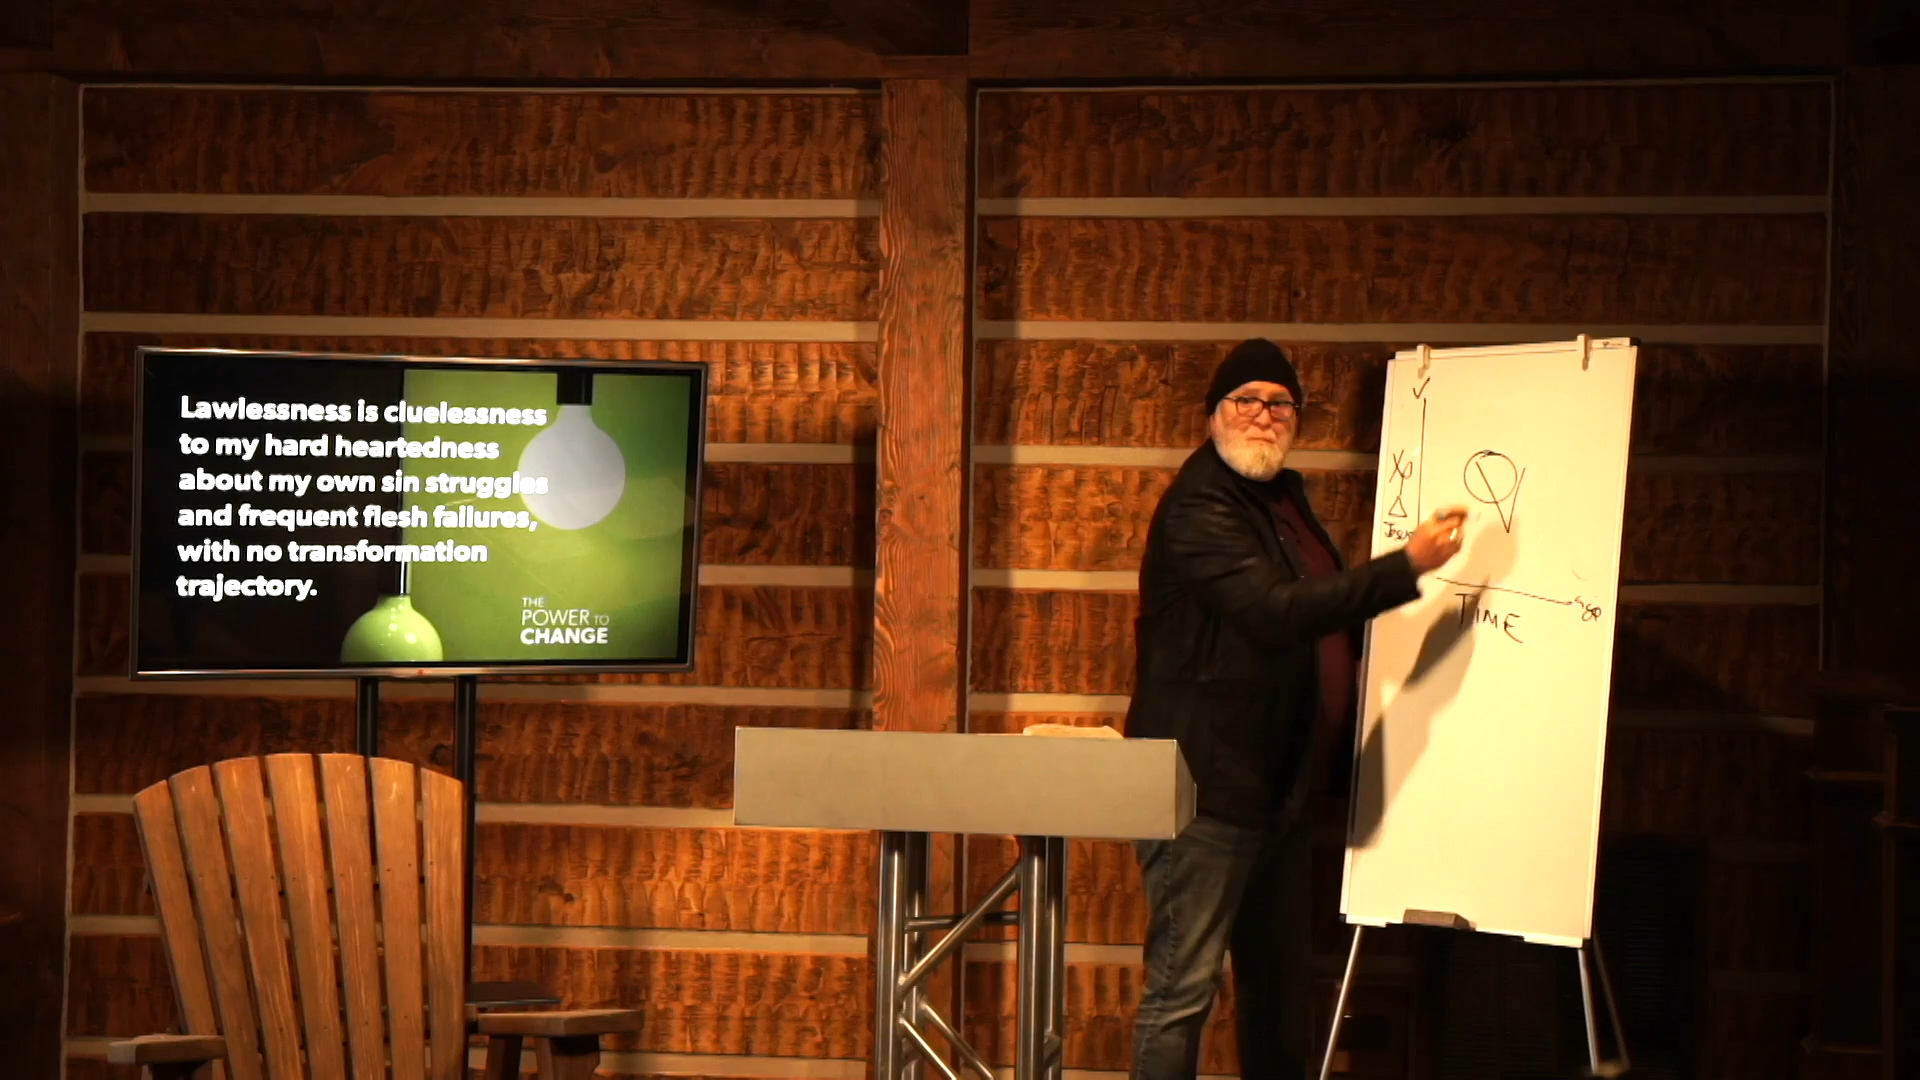 Lawlessness is cluelessness
to my hard heartedness
about my own sin struggles
and frequent flesh failures,
with no transformation
trajectory.
THE
POWER TO
CHANGE
TIME